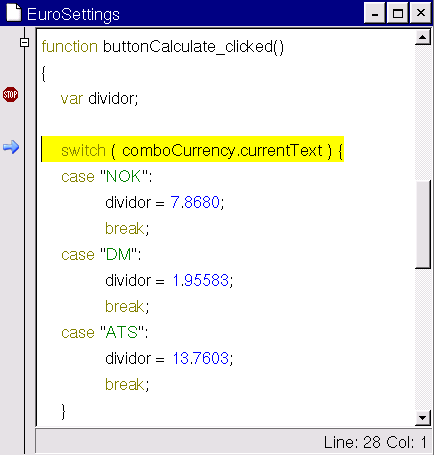 EuroSettings
function buttonCalculate_clicked()
{
var dividor;
STOP
switch ( comboCurrency.currentText ) {
case "NOK":
dividor = 7.8680;
break;
case "DM":
dividor = 1.95583;
break;
case "ATS":
dividor = 13.7603;
break;
}
Line: 28 Col: 1